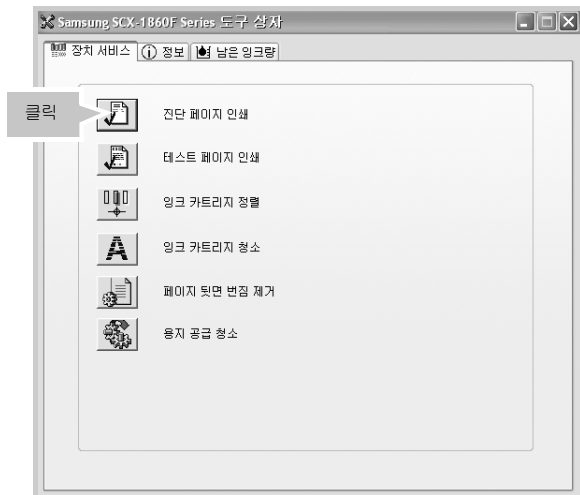 Samsung SCX-1860F Series 도구 상자
장치 서비스 정보 남은 잉크량
클릭
진단 페이지 인쇄
테스트 페이지 인쇄
잉크 카트리지 정렬
잉크 카트리지 청소
페이지 뒷면 번짐 제거
용지 공급 청소